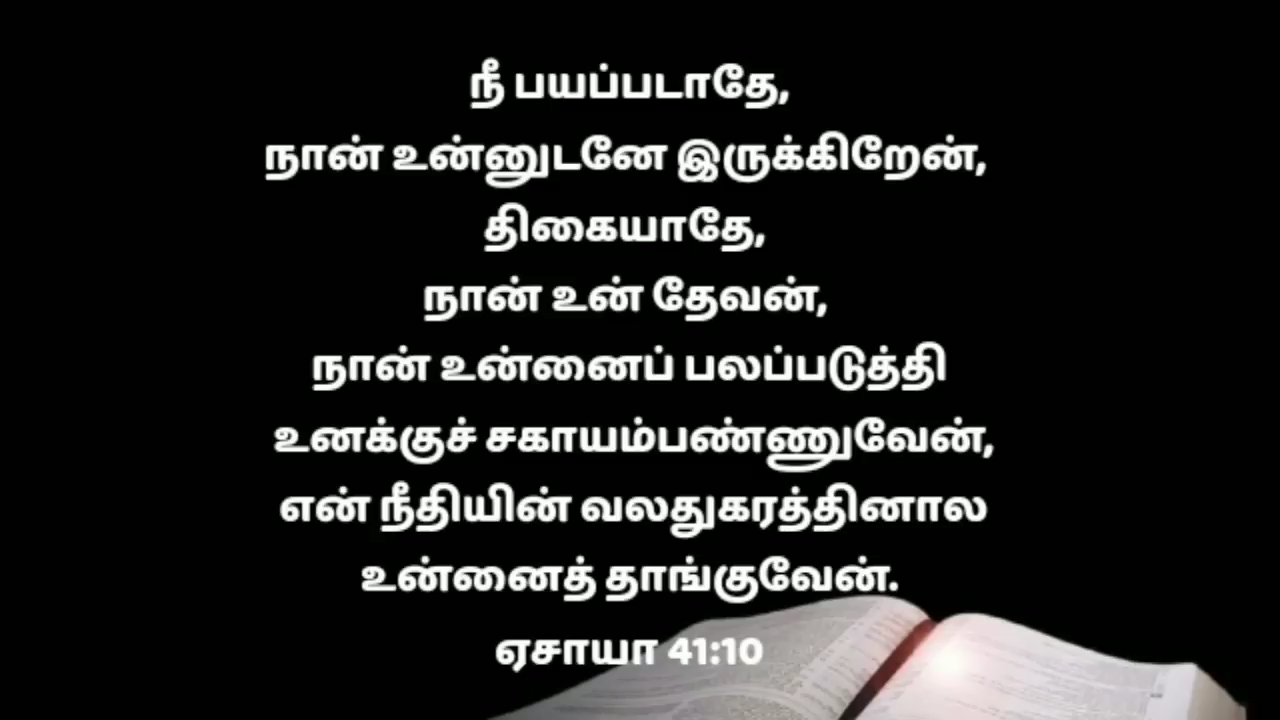 நீ பயப்படாதே,
நான் உன்னுடனே இருக்கிறேன்,
திகையாதே,
நான் உன் தேவன்,
நான் உன்னைப் பலப்படுத்தி
உனக்குச் சகாயம்பண்ணுவேன்,
என் நீதியின் வலதுகரத்தினால
உன்னைத் தாங்குவேன்.
ஏசாயா 41:10